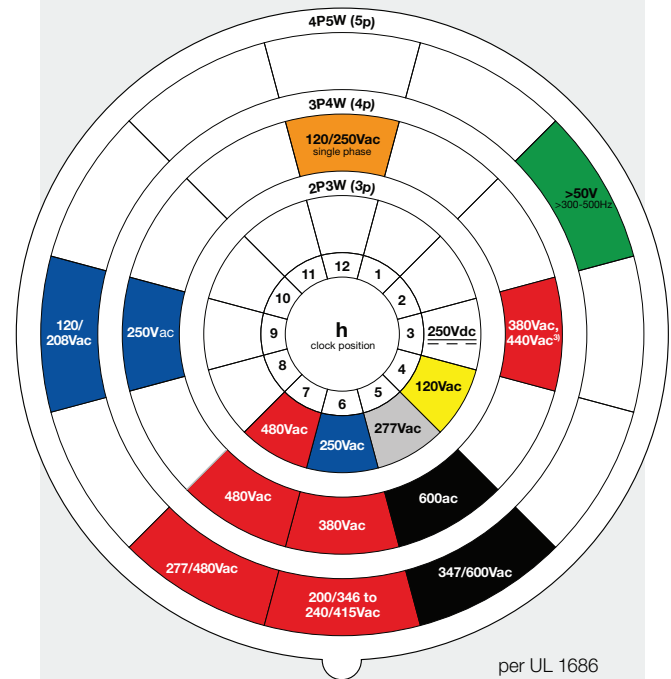 4P5W (5p)
3P4W (4p)
120/250Vac
single phase
2P3W (3p)
>50V
>300-500Hz
12
11
1
10
2
120/
208Vac
250Vac
9
h
clock position
3
250Vdc
380Vac,
440Vac3)
8
4
120Vac
7
5
6
480Vac
250Vac
277Vac
480Vac
380Vac
600ac
277/480Vac
200/346 to
240/415Vac
347/600Vac
per UL 1686